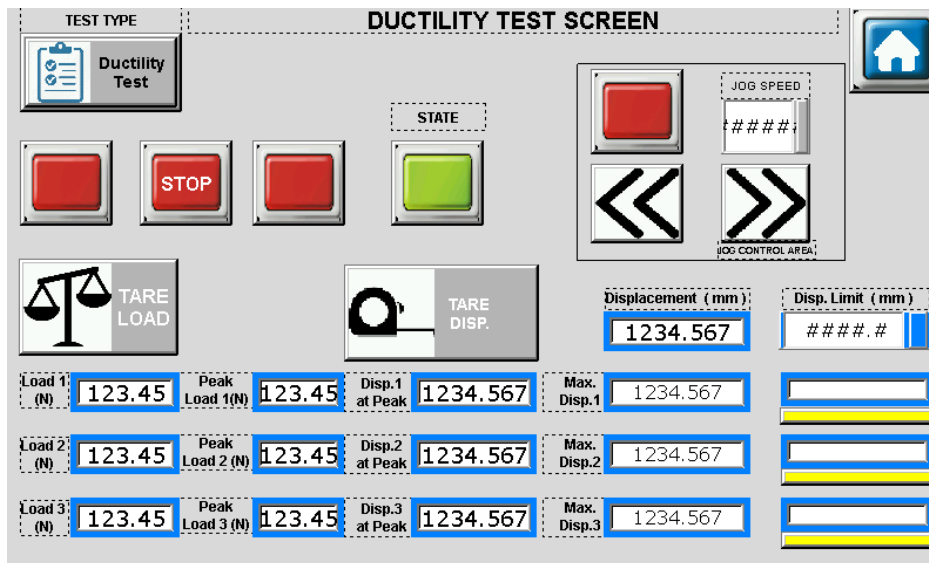 TEST TYPE
DUCTILITY TEST SCREEN
Ductility
Test
STATE
JOG SPEED
#####
STOP
JOG CONTROL AREA
TARE
LOAD
TARE
DISP.
Displacement ( mm )
Disp. Limit ( mm )
1234.567
####.#
Load 1
(N)
123.45
Peak
Load 1(N)
123.45
Disp.1
at Peak
1234.567
Max.
Disp.1
1234.567
Load 2
(N)
123.45
Peak
Load 2 (N)
123.45
Disp.2
at Peak
1234.567
Max.
Disp.2
1234.567
Load 3
(N)
123.45
Peak
Load 3 (N)
123.45
Disp.3
at Peak
1234.567
Max.
Disp.3
1234.567